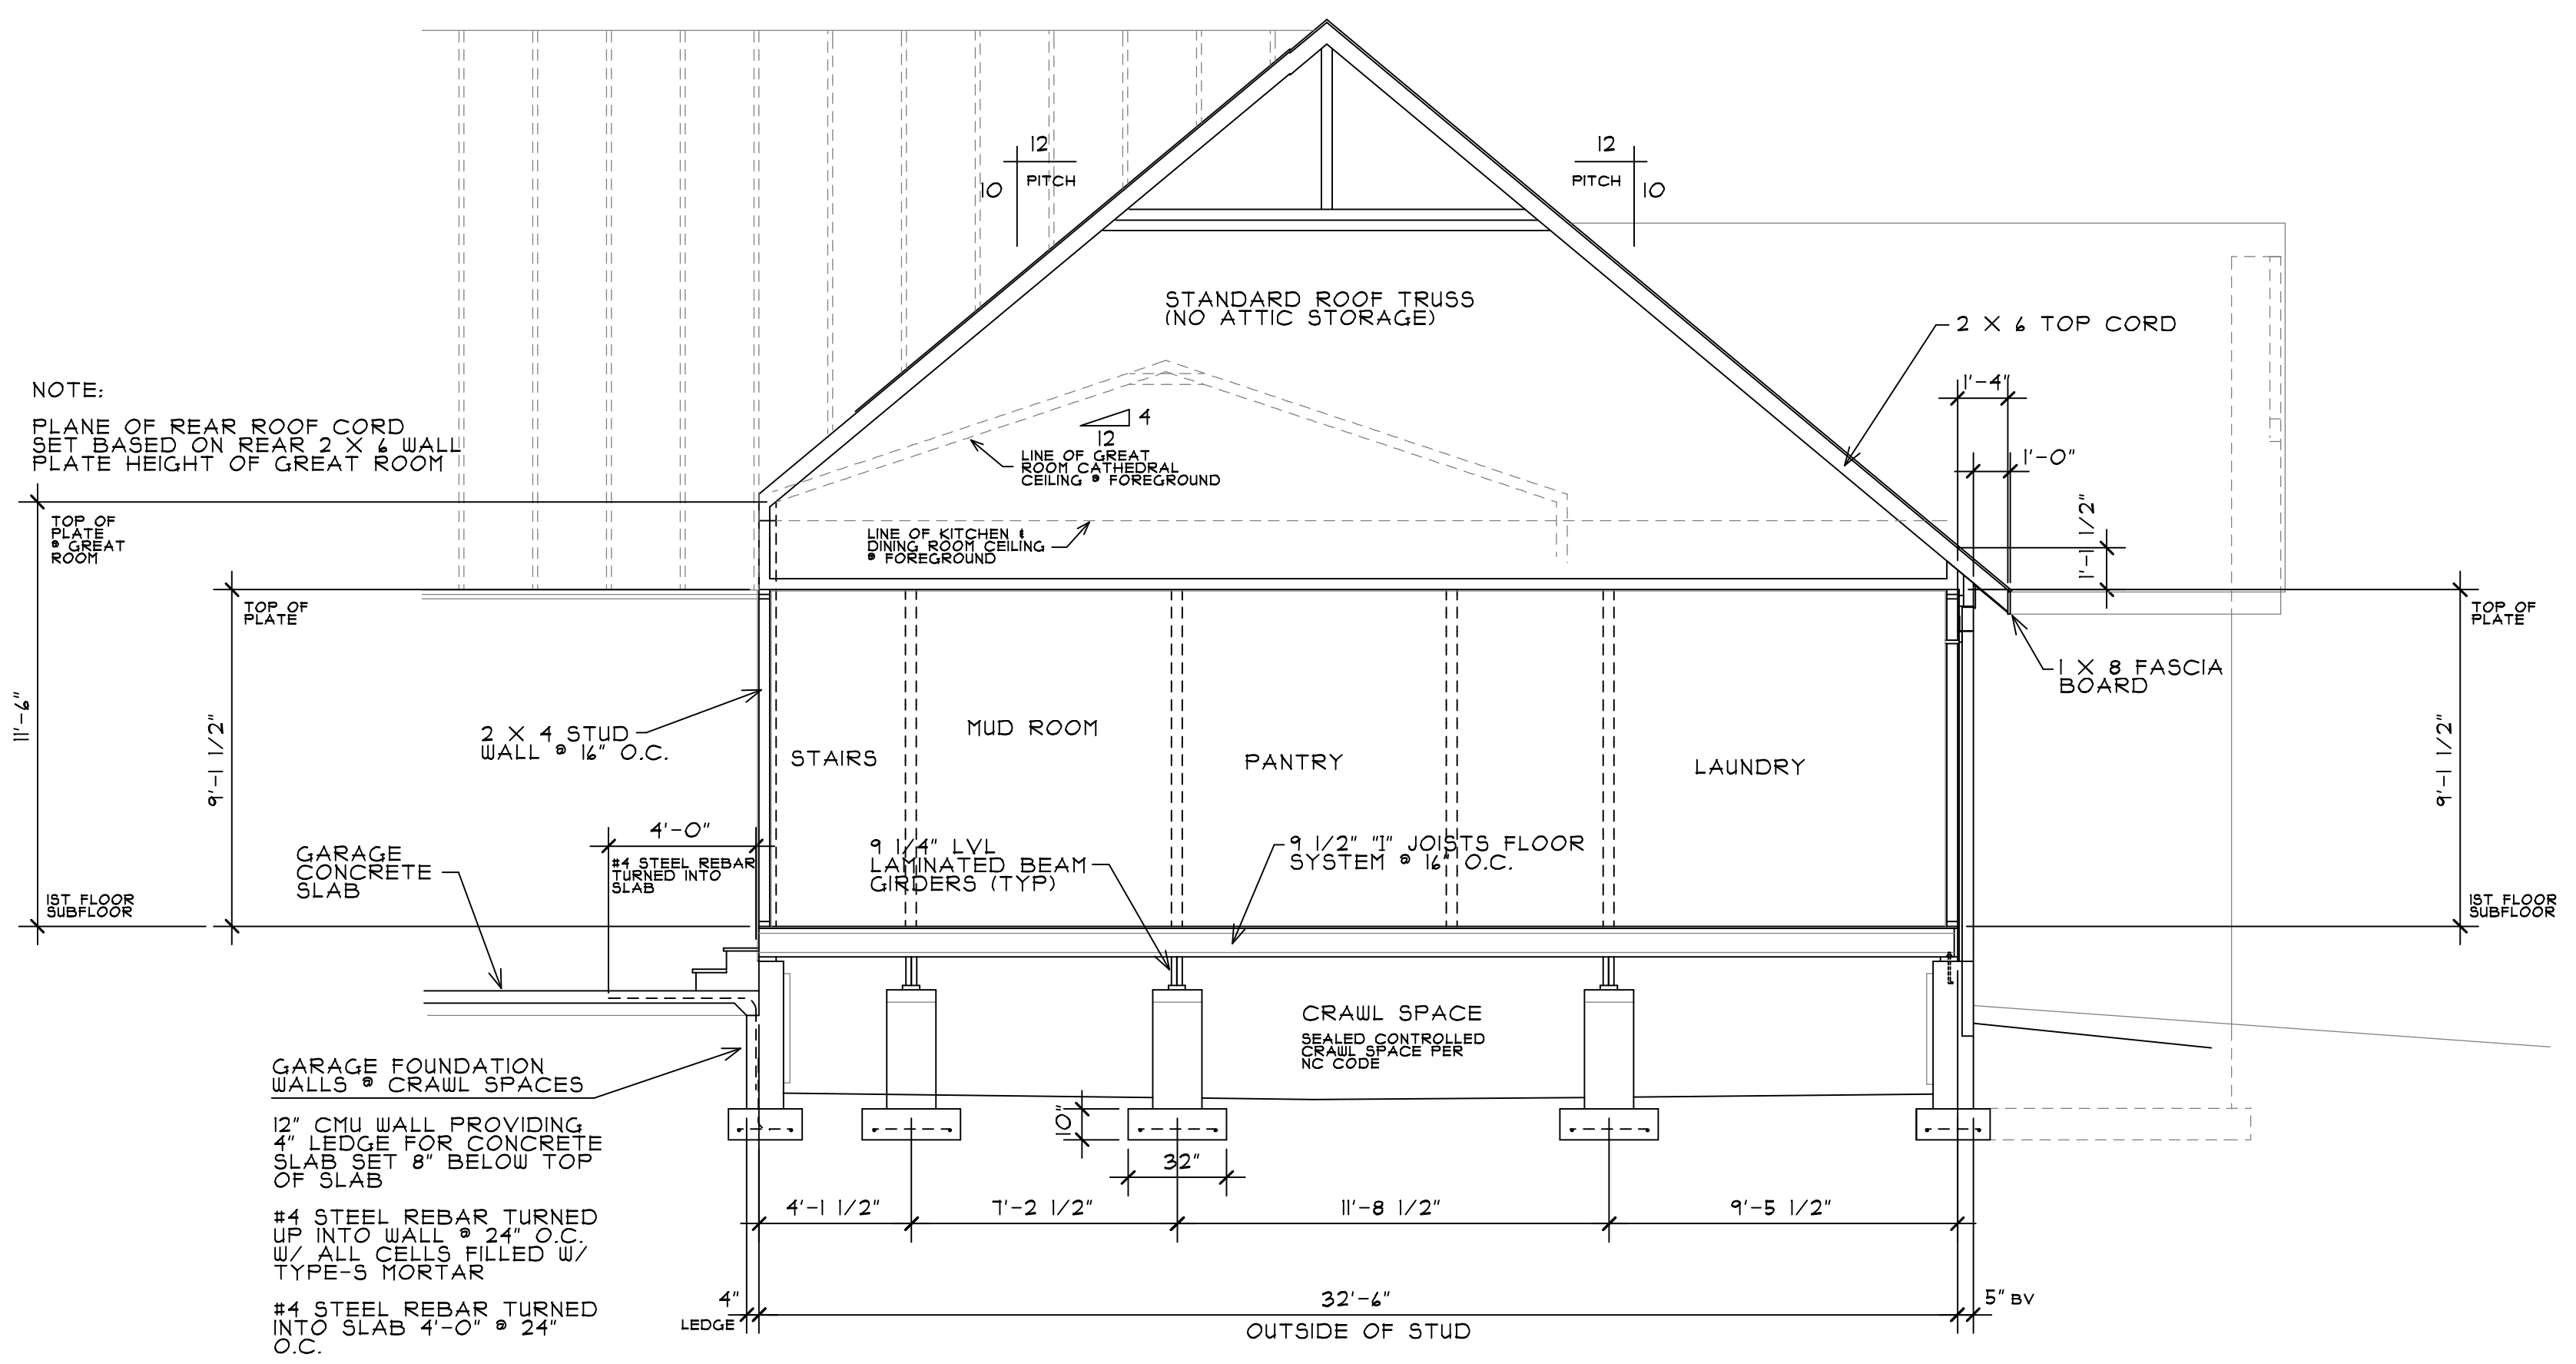 12
PITCH
10
12
PITCH
10
STANDARD ROOF TRUSS
(NO ATTIC STORAGE)
2 X 6 TOP CORD
NOTE:
PLANE OF REAR ROOF CORD
SET BASED ON REAR 2 X 6 WALL
PLATE HEIGHT OF GREAT ROOM
1'-4"
1'-0"
1'-1 1/2"
4
12
LINE OF GREAT
ROOM CATHEDRAL
CEILING @ FOREGROUND
LINE OF KITCHEN &
DINING ROOM CEILING
@ FOREGROUND
TOP OF
PLATE
@ GREAT
ROOM
TOP OF
PLATE
TOP OF
PLATE
1 X 8 FASCIA
BOARD
11'-6"
9'-1 1/2"
9'-1 1/2"
2 X 4 STUD
WALL @ 16" O.C.
STAIRS
MUD ROOM
PANTRY
LAUNDRY
4'-0"
#4 STEEL REBAR
TURNED INTO
SLAB
GARAGE
CONCRETE
SLAB
9 1/4" LVL
LAMINATED BEAM
GIRDERS (TYP)
9 1/2" "I" JOISTS FLOOR
SYSTEM @ 16" O.C.
1ST FLOOR
SUBFLOOR
1ST FLOOR
SUBFLOOR
CRAWL SPACE
SEALED CONTROLLED
CRAWL SPACE PER
NC CODE
GARAGE FOUNDATION
WALLS @ CRAWL SPACES
12" CMU WALL PROVIDING
4" LEDGE FOR CONCRETE
SLAB SET 8" BELOW TOP
OF SLAB
#4 STEEL REBAR TURNED
UP INTO WALL @ 24" O.C.
W/ ALL CELLS FILLED W/
TYPE-S MORTAR
#4 STEEL REBAR TURNED
INTO SLAB 4'-0" @ 24"
O.C.
10"
32"
4'-1 1/2"
7'-2 1/2"
11'-8 1/2"
9'-5 1/2"
4"
LEDGE
32'-6"
OUTSIDE OF STUD
5" BV